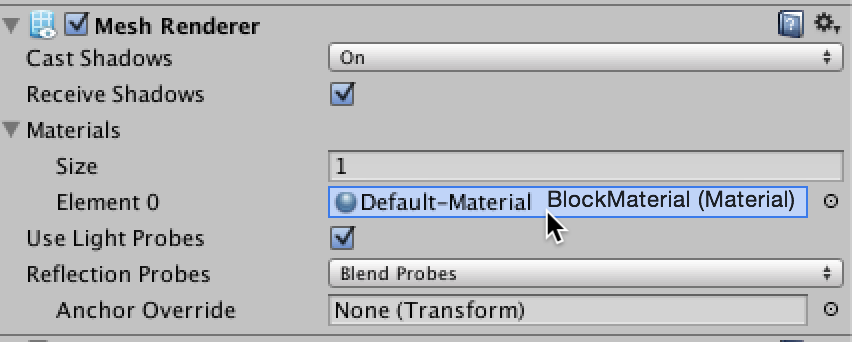 Mesh Renderer
Cast Shadows On
Receive Shadows
Materials
Size 1
Element 0 Default-Material BlockMaterial (Material)
Use Light Probes
Reflection Probes Blend Probes
Anchor Override None (Transform)